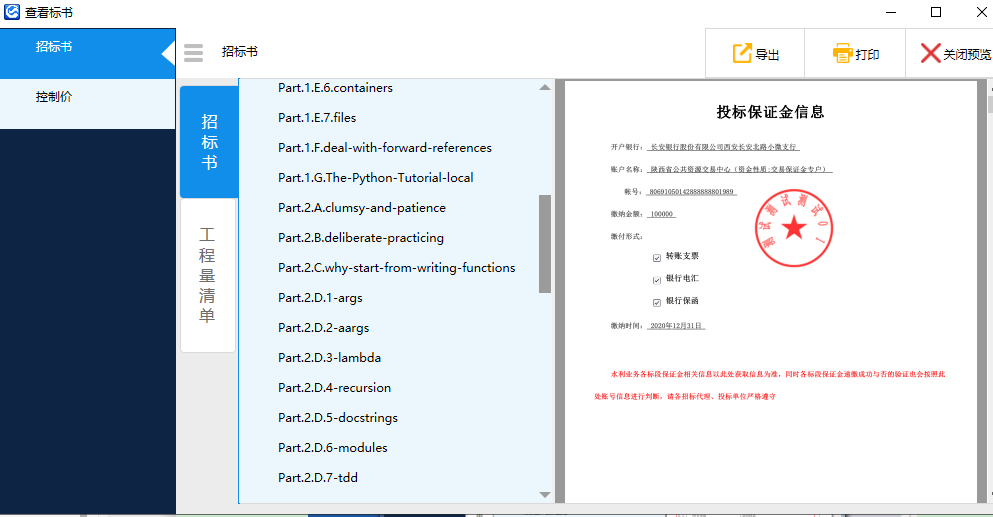 查看标书
招标书
控制价
招标书
导出
打印
关闭预览
招标书
工程量清单
Part.1.E.6.containers
Part.1.E.7.files
Part.1.F.deal-with-forward-references
Part.1.G.The-Python-Tutorial-local
Part.2.A.clumsy-and-patience
Part.2.B.deliberate-practicing
Part.2.C.why-start-from-writing-functions
Part.2.D.1-args
Part.2.D.2-aargs
Part.2.D.3-lambda
Part.2.D.4-recursion
Part.2.D.5-docstrings
Part.2.D.6-modules
Part.2.D.7-tdd
投标保证金信息
开户银行: 长安银行股份有限公司西安长安北路小微支行
账户名称: 陕西省公共资源交易中心（资金性质:交易保证金专户）
账号: 806910501428888801989
缴纳金额: 100000
缴付形式:
转账支票
银行电汇
银行保函
缴纳时间: 2020年12月31日
测试测试测试01
水利业务各标段保证金相关信息以此处获取信息为准，同时各标段保证金递缴成功与否的验证也会按照此
处账号信息进行判断，请各招标代理、投标单位严格遵守